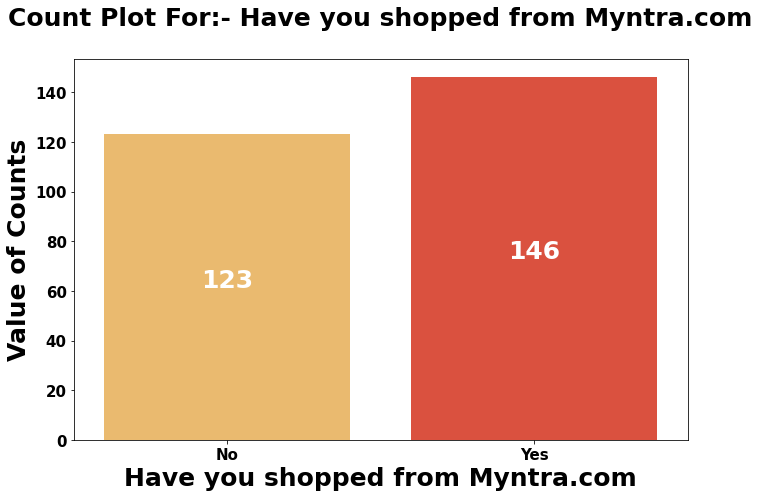 Count Plot For:- Have you shopped from Myntra.com
Value of Counts
140
120
100
80
60
40
20
0
123
146
No
Yes
Have you shopped from Myntra.com